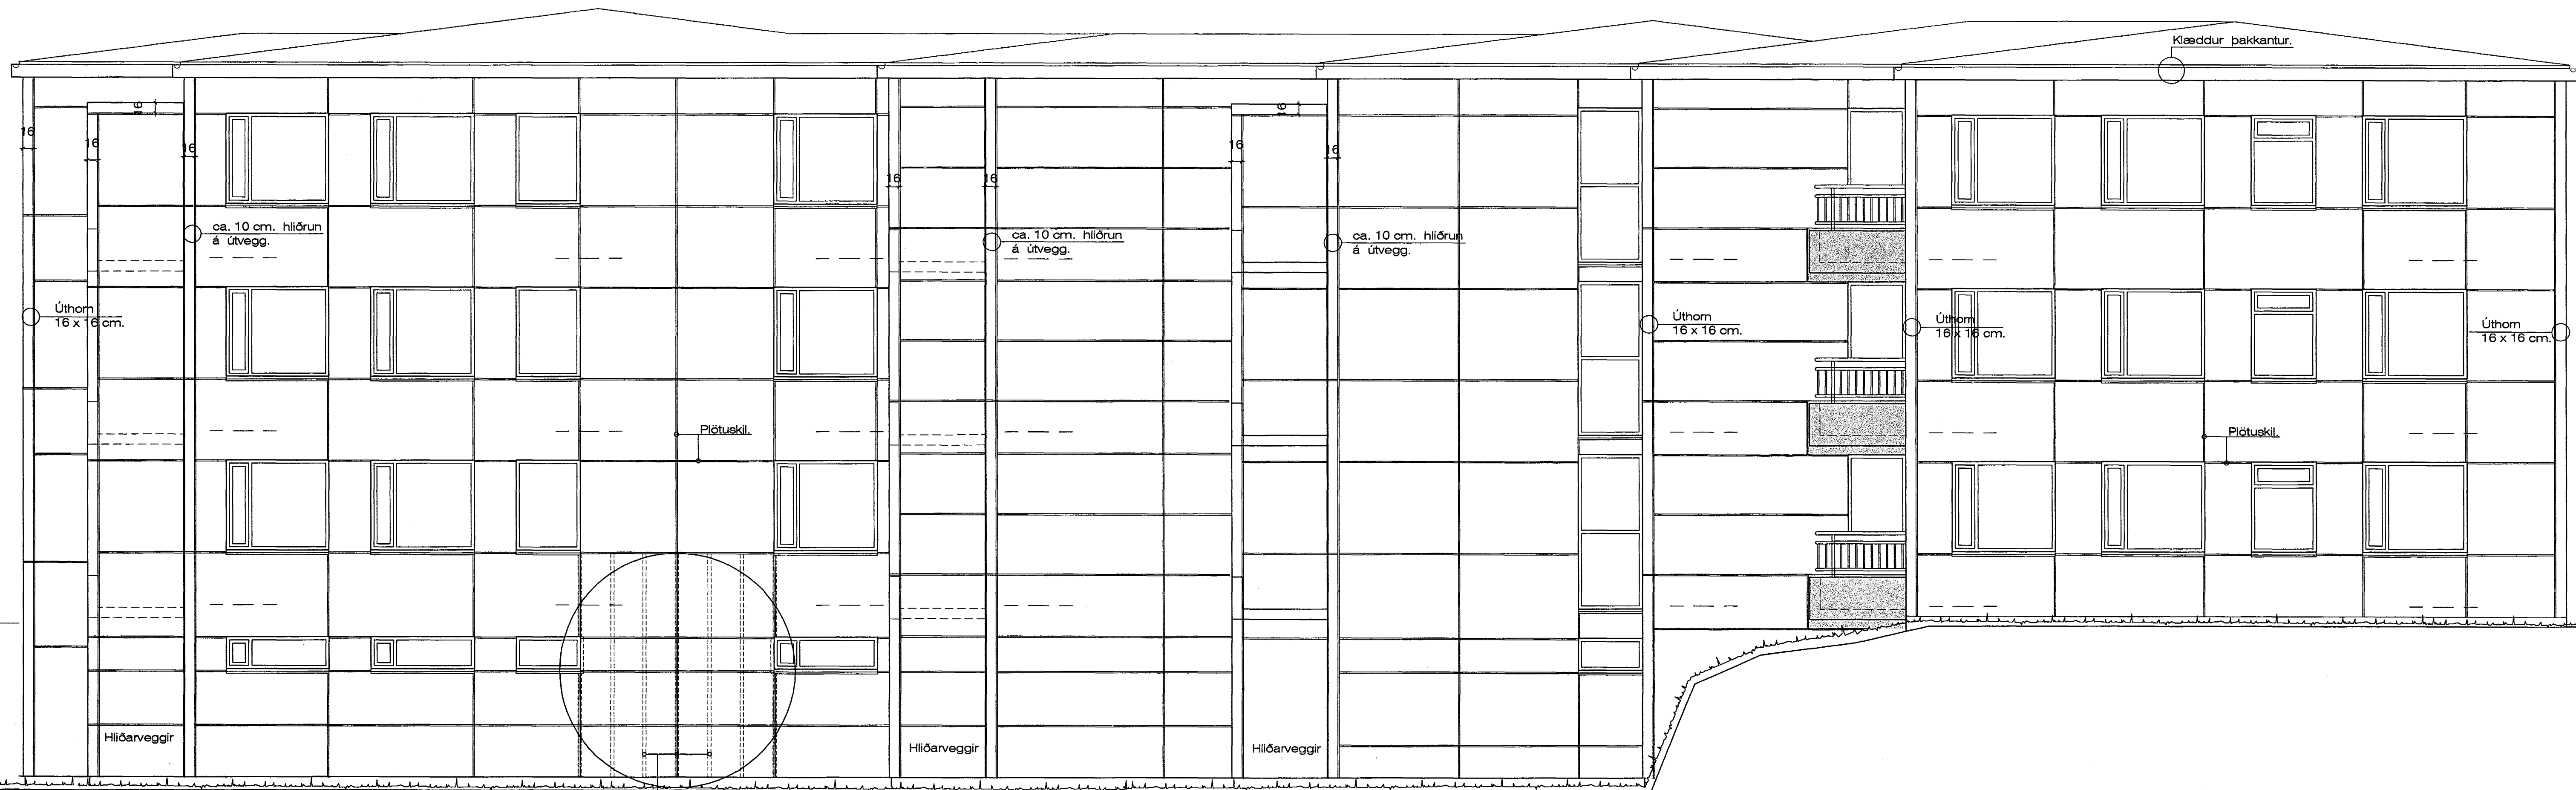 Klæddur þakkantur.
16
16
16
16
16
16
16
16
16
ca. 10 cm. hliðrun
á útvegg.
ca. 10 cm. hliðrun
á útvegg.
ca. 10 cm. hliðrun
á útvegg.
Úthorn
16 x 16 cm.
Úthorn
16 x 16 cm.
Úthorn
16 x 16 cm.
Úthorn
16 x 16 cm.
Plötuskil.
Plötuskil.
Hliðarveggir
Hliðarveggir
Hliðarveggir